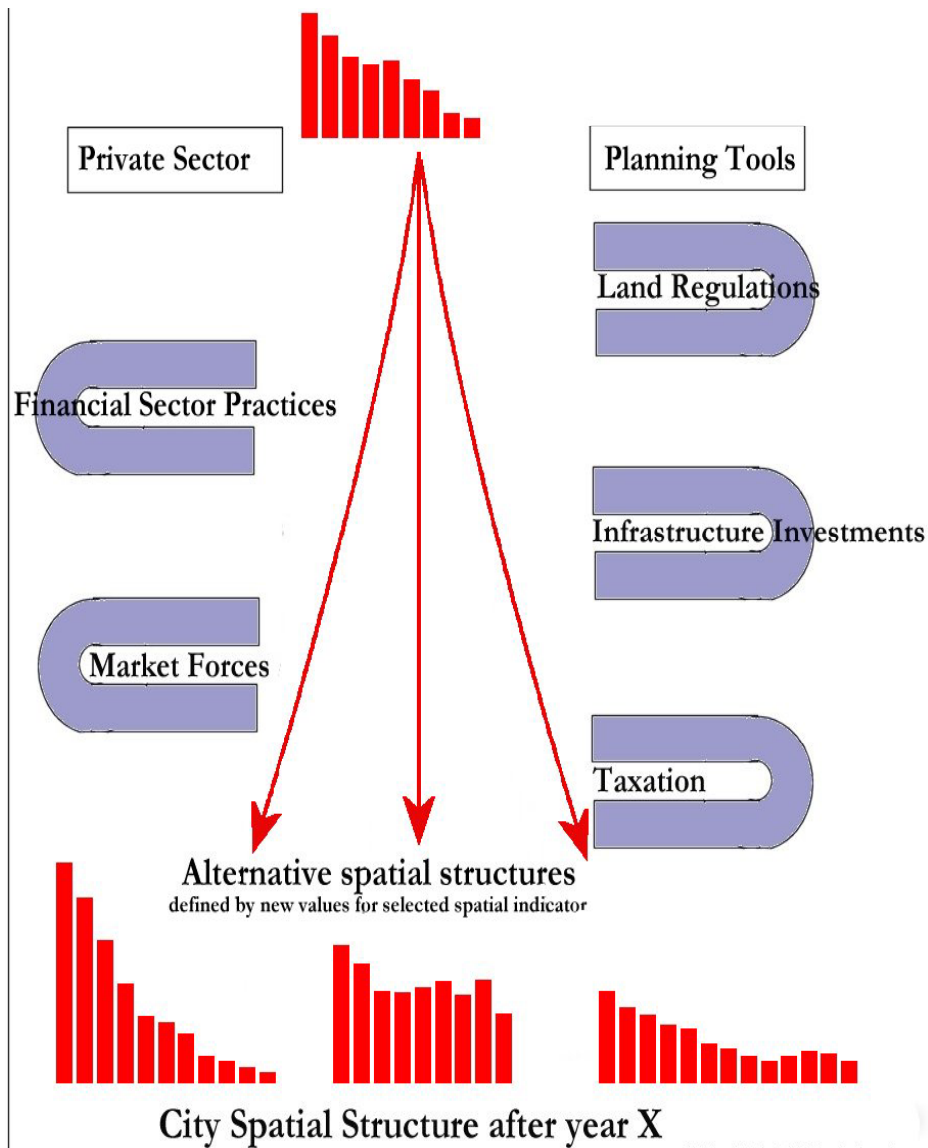 Private Sector
Planning Tools
Land Regulations
Financial Sector Practices
Infrastructure Investments
Market Forces
Taxation
Alternative spatial structures
defined by new values for selected spatial indicator
City Spatial Structure after year X